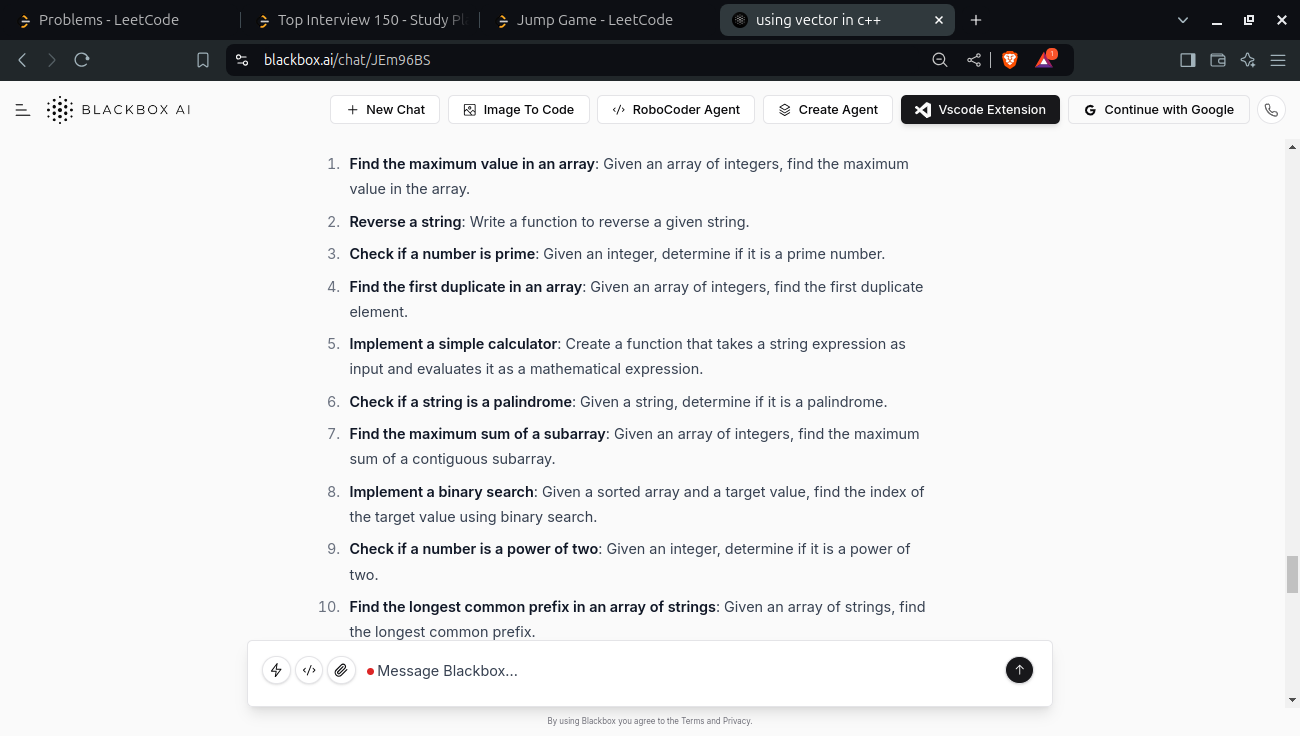 Problems - LeetCode
Top Interview 150 - Study Pl
Jump Game - LeetCode
using vector in c++
blackbox.ai/chat/JEm96BS
1
BLACKBOX AI
New Chat
Image To Code
RoboCoder Agent
Create Agent
Vscode Extension
Continue with Google
1. Find the maximum value in an array: Given an array of integers, find the maximum
value in the array.
2. Reverse a string: Write a function to reverse a given string.
3. Check if a number is prime: Given an integer, determine if it is a prime number.
4. Find the first duplicate in an array: Given an array of integers, find the first duplicate
element.
5. Implement a simple calculator: Create a function that takes a string expression as
input and evaluates it as a mathematical expression.
6. Check if a string is a palindrome: Given a string, determine if it is a palindrome.
7. Find the maximum sum of a subarray: Given an array of integers, find the maximum
sum of a contiguous subarray.
8. Implement a binary search: Given a sorted array and a target value, find the index of
the target value using binary search.
9. Check if a number is a power of two: Given an integer, determine if it is a power of
two.
10. Find the longest common prefix in an array of strings: Given an array of strings, find
the longest common prefix.
Message Blackbox...
By using Blackbox you agree to the Terms and Privacy.